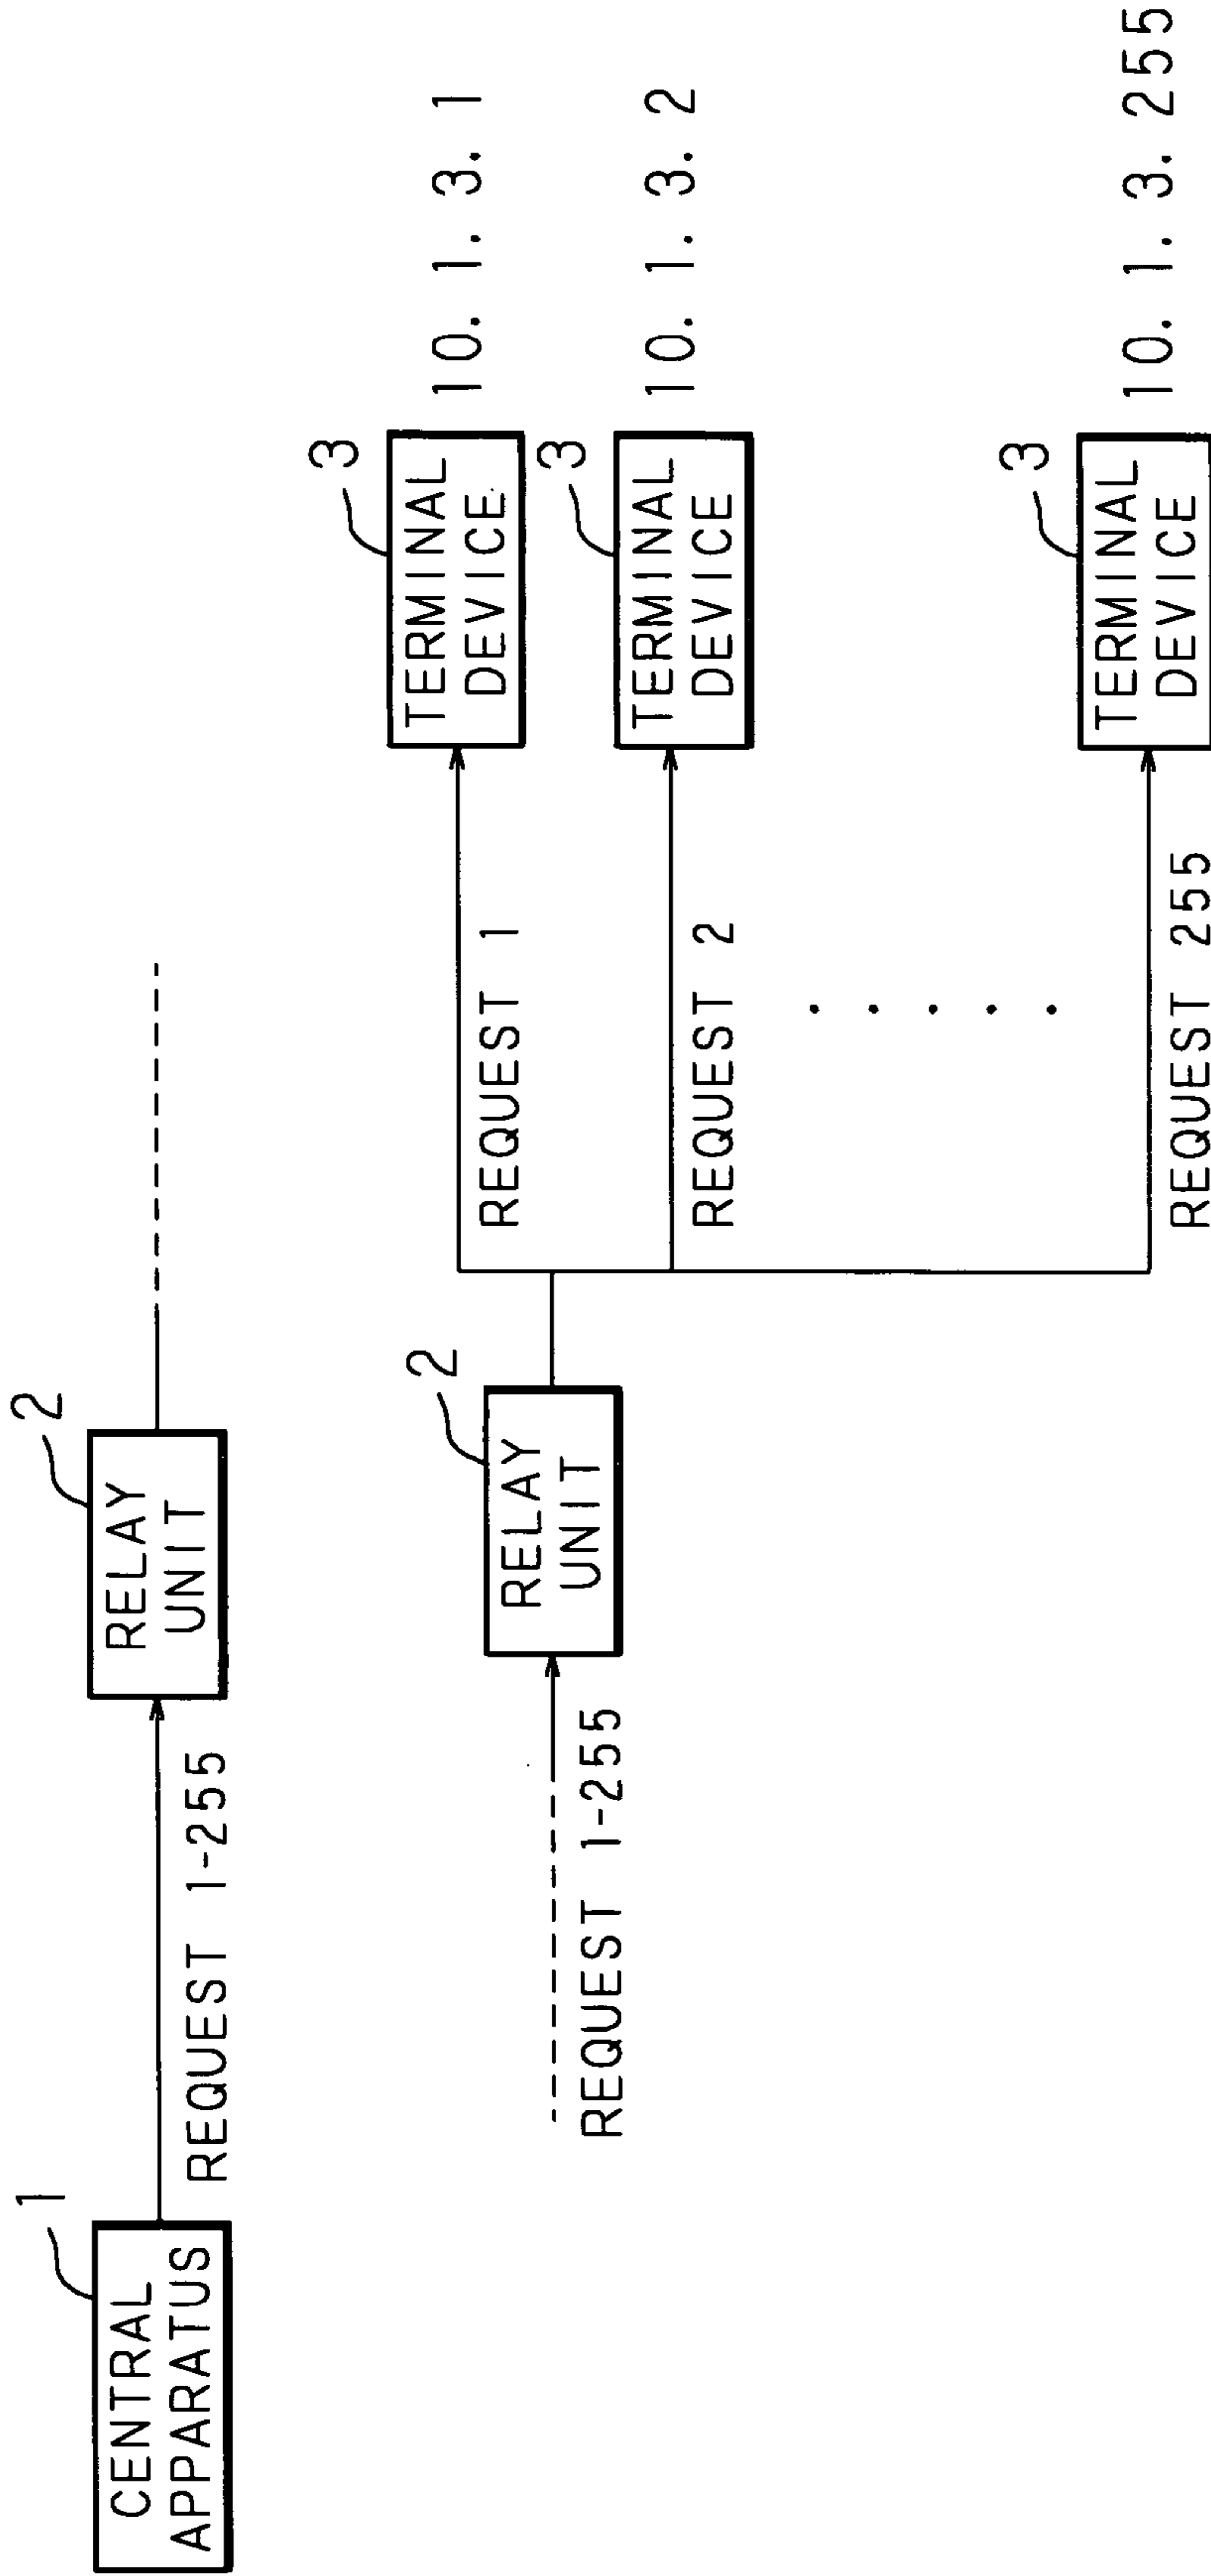 1
CENTRAL
APPARATUS
REQUEST 1-255
2
RELAY
UNIT
REQUEST 1-255
2
RELAY
UNIT
REQUEST 1
3
TERMINAL
DEVICE
10. 1. 3. 1
REQUEST 2
3
TERMINAL
DEVICE
10. 1. 3. 2
REQUEST 255
3
TERMINAL
DEVICE
10. 1. 3. 255